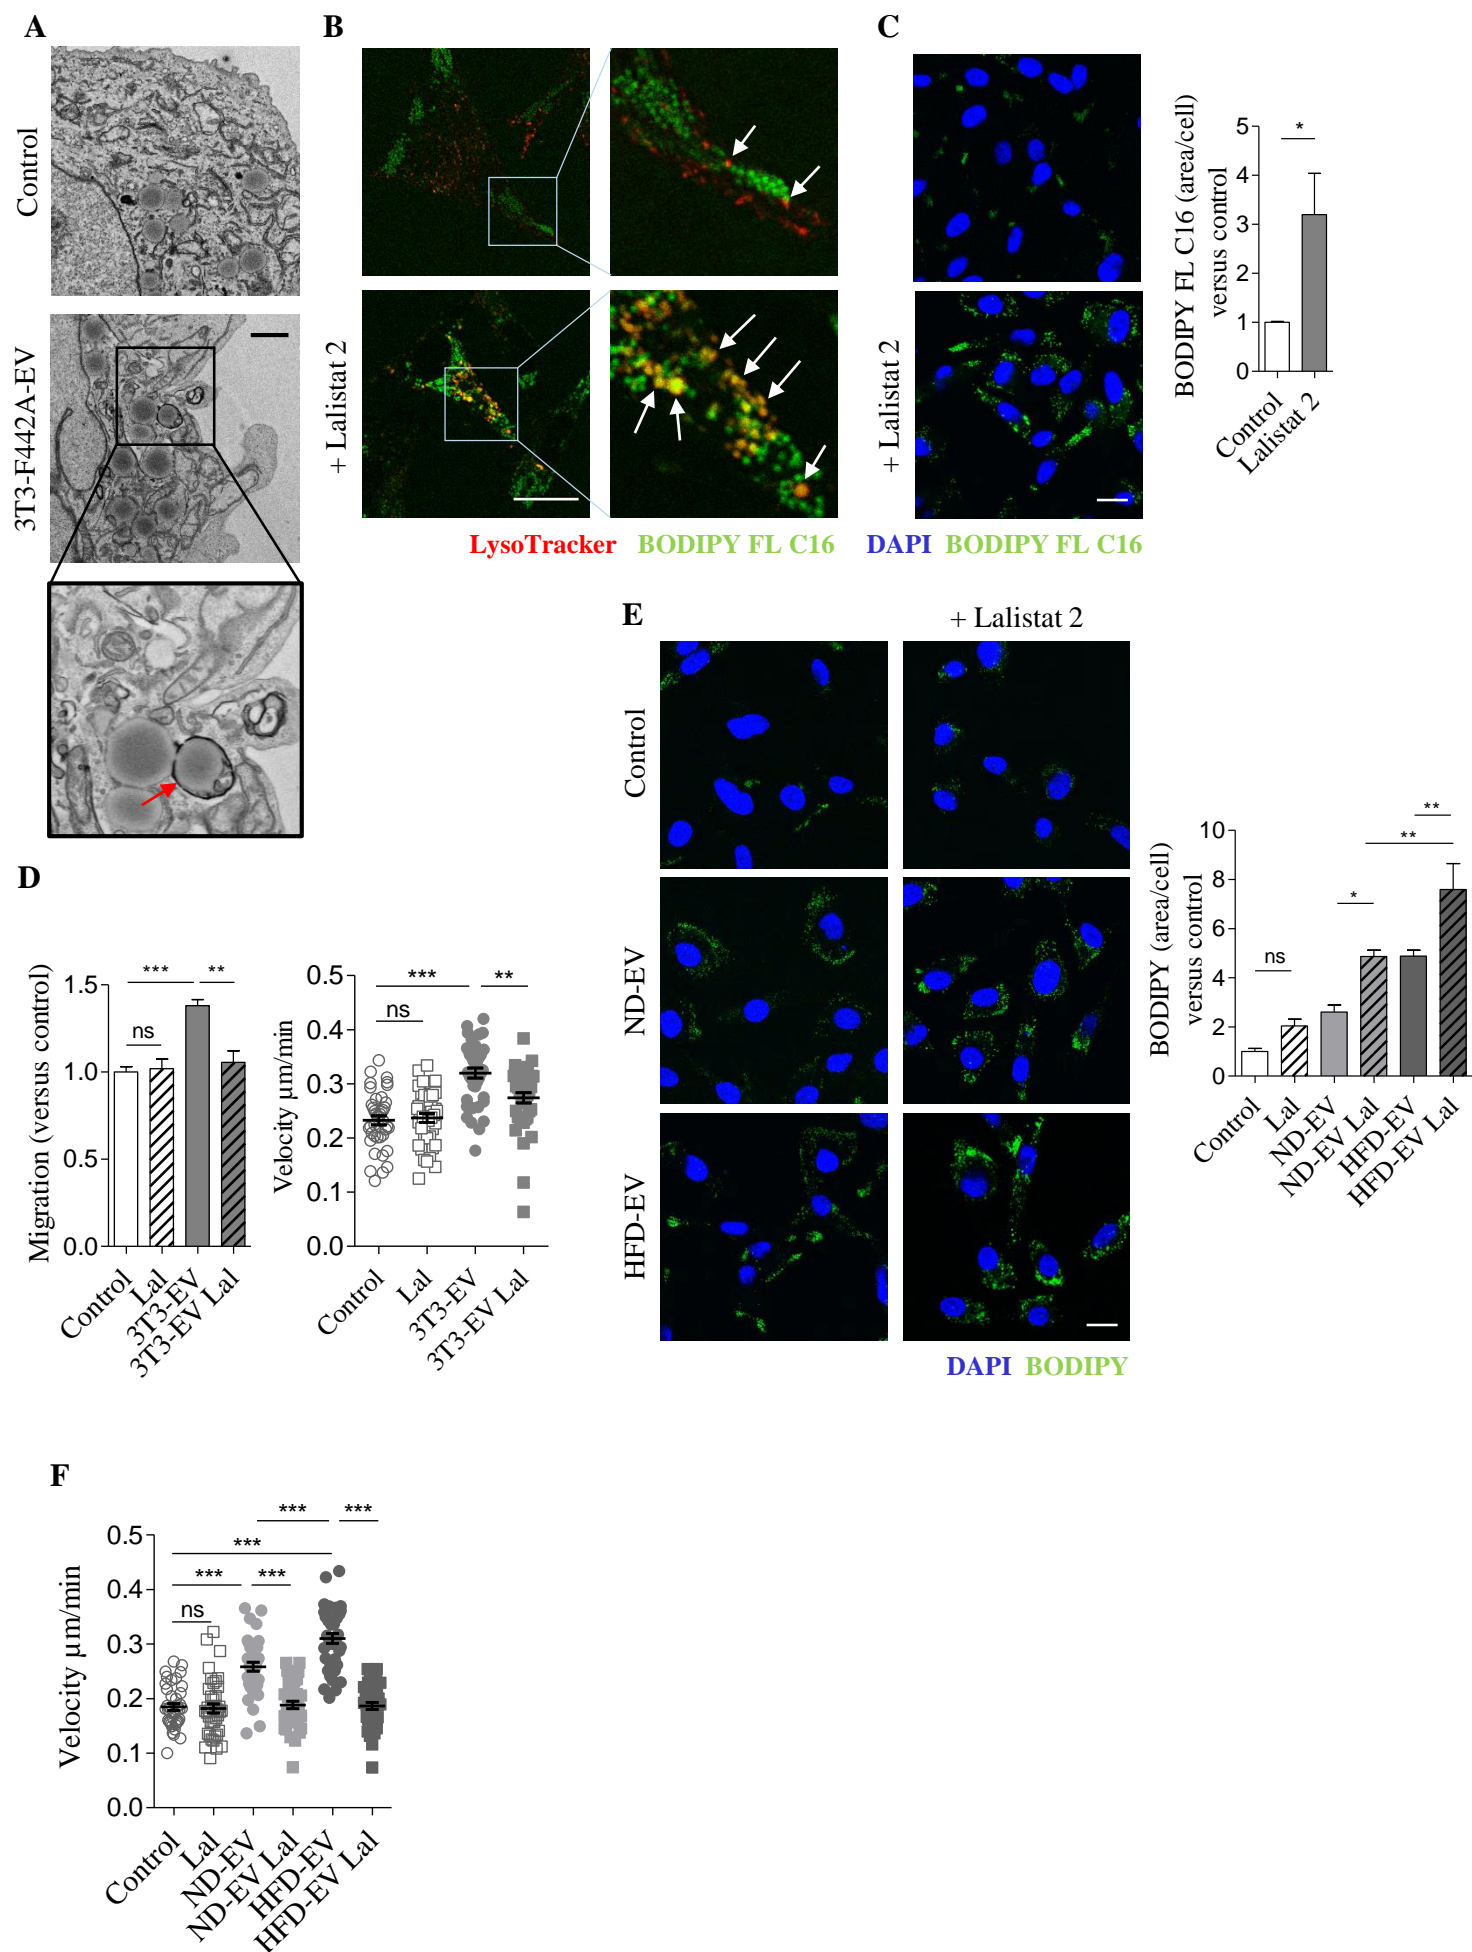 A
B
C
Control
3T3-F442A-EV
+ Lalistat 2
LysoTracker BODIPY FL C16
+ Lalistat 2
DAPI BODIPY FL C16
BODIPY FL C16 (area/cell)
versus control
5
4
3
2
1
0
*
Control
Lalistat 2
D
Migration (versus control)
1.5
1.0
0.5
0.0
***
**
ns
Control
Lal
3T3-EV
3T3-EV Lal
Velocity µm/min
0.5
0.4
0.3
0.2
0.1
0.0
***
**
ns
Control
Lal
3T3-EV
3T3-EV Lal
E
+ Lalistat 2
Control
ND-EV
HFD-EV
DAPI BODIPY
BODIPY (area/cell)
versus control
10
8
6
4
2
0
ns
*
**
**
Control
Lal
ND-EV
ND-EV Lal
HFD-EV
HFD-EV Lal
F
Velocity µm/min
0.5
0.4
0.3
0.2
0.1
0.0
***
***
***
***
***
ns
Control
Lal
ND-EV
ND-EV Lal
HFD-EV
HFD-EV Lal